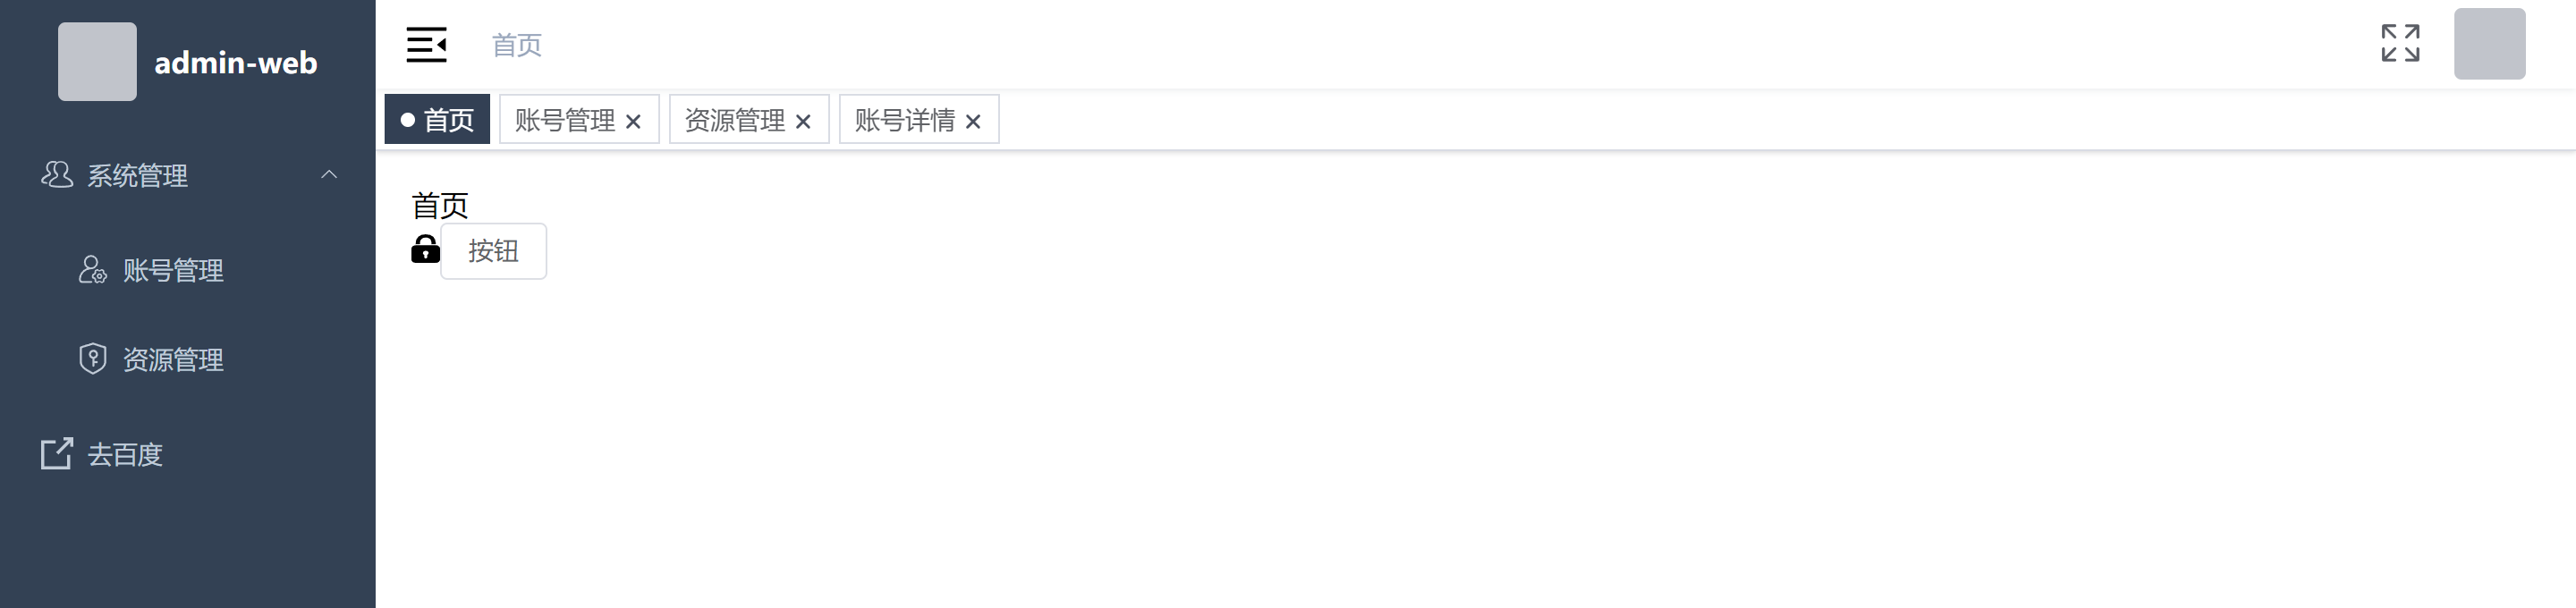 admin-web
系统管理
账号管理
资源管理
去百度
首页
首页 账号管理 资源管理 账号详情
首页
按钮